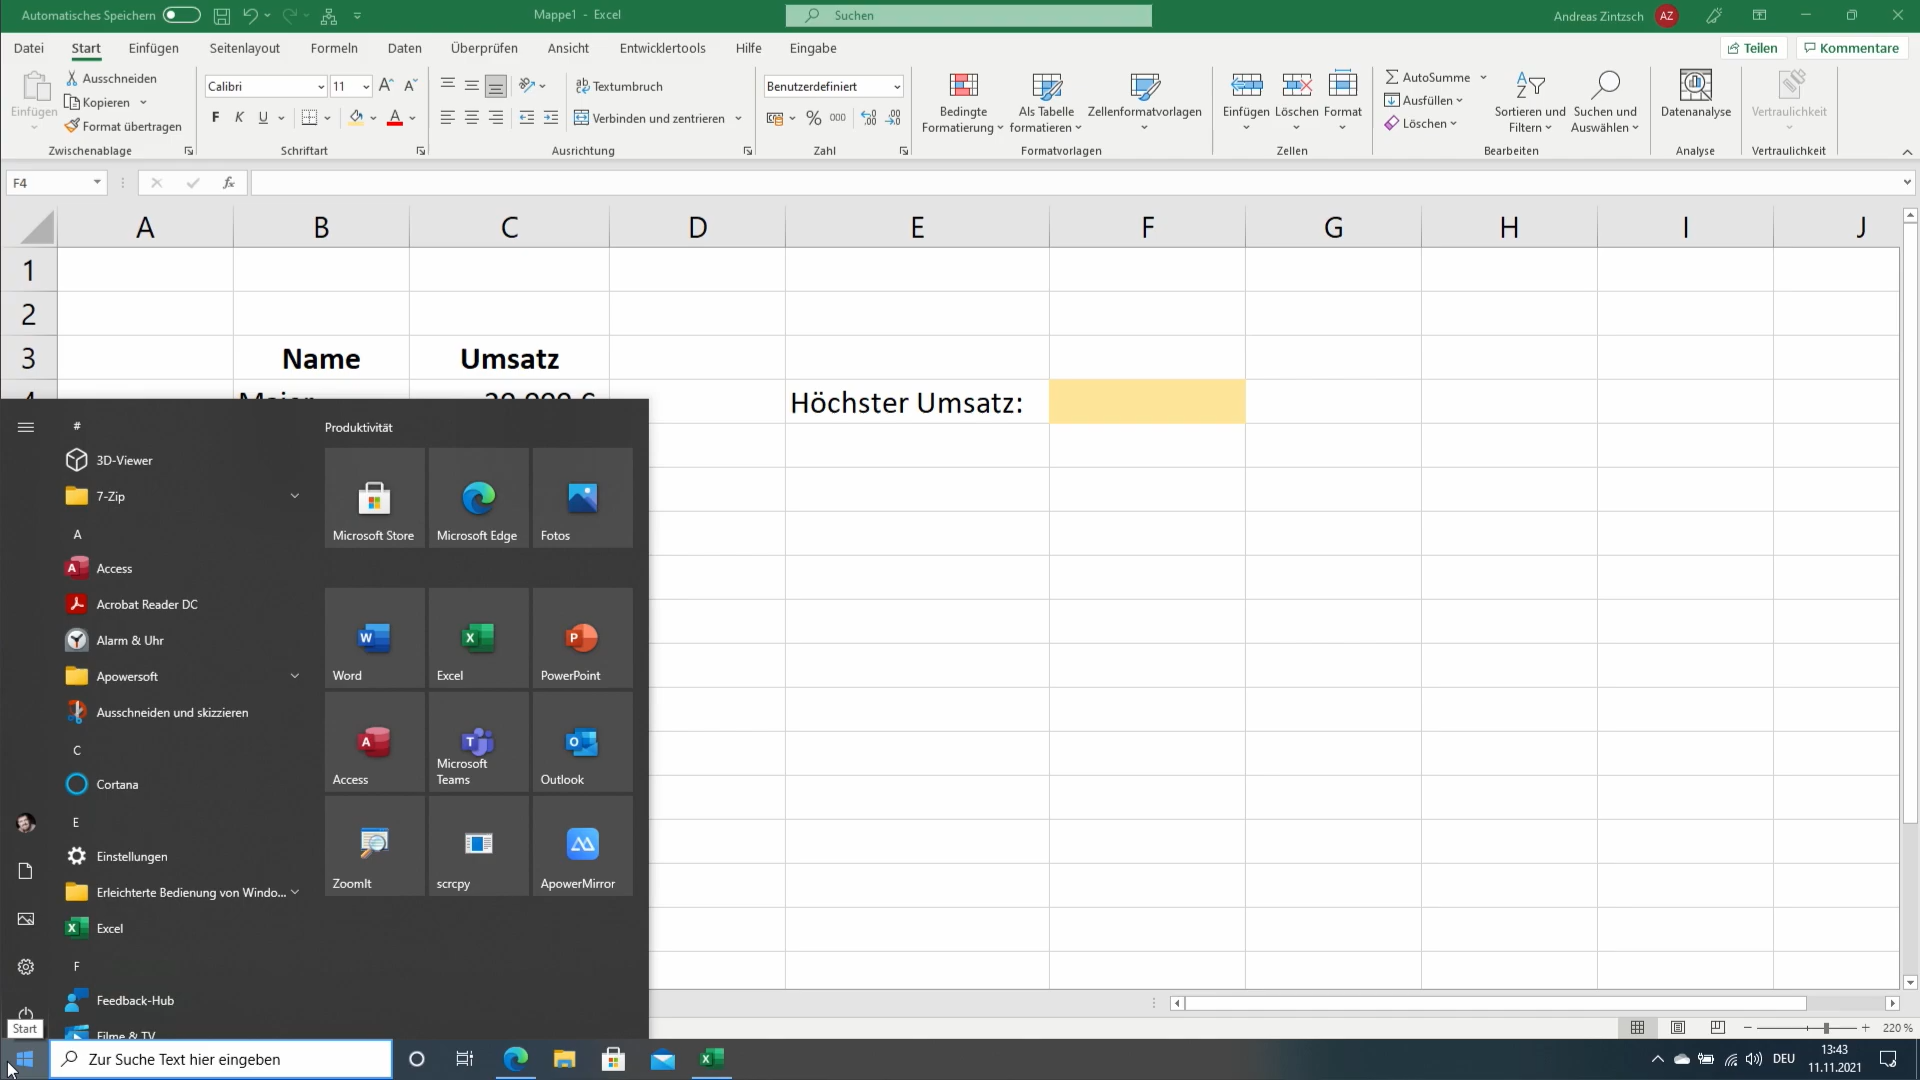 Automatisches Speichern
Mappe1 - Excel
Suchen
Andreas Zintzsch
AZ
Datei Start Einfügen Seitenlayout Formeln Daten Überprüfen Ansicht Entwicklertools Hilfe Eingabe
Teilen
Kommentare
Einfügen
Ausschneiden
Kopieren
Format übertragen
Zwischenablage
Calibri
11
F K U
Schriftart
Textumbruch
Verbinden und zentrieren
Ausrichtung
Benutzerdefiniert
% 000
Zahl
Bedingte Formatierung
Als Tabelle formatieren
Zellenformatvorlagen
Formatvorlagen
Einfügen Löschen Format
Zellen
AutoSumme
Ausfüllen
Löschen
Sortieren und Filtern
Suchen und Auswählen
Bearbeiten
Datenanalyse
Analyse
Vertraulichkeit
Vertraulichkeit
F4
fx
A B C D E F G H I J
1
2
3 Name Umsatz
Höchster Umsatz:
#
3D-Viewer
7-Zip
A
Access
Acrobat Reader DC
Alarm & Uhr
Apowersoft
Ausschneiden und skizzieren
C
Cortana
E
Einstellungen
Erleichterte Bedienung von Windo...
Excel
F
Feedback-Hub
Filme & TV
Produktivität
Microsoft Store
Microsoft Edge
Fotos
Word
Excel
PowerPoint
Access
Microsoft Teams
Outlook
ZoomIt
scrcpy
ApowerMirror
Start
220 %
Zur Suche Text hier eingeben
DEU
13:43
11.11.2021